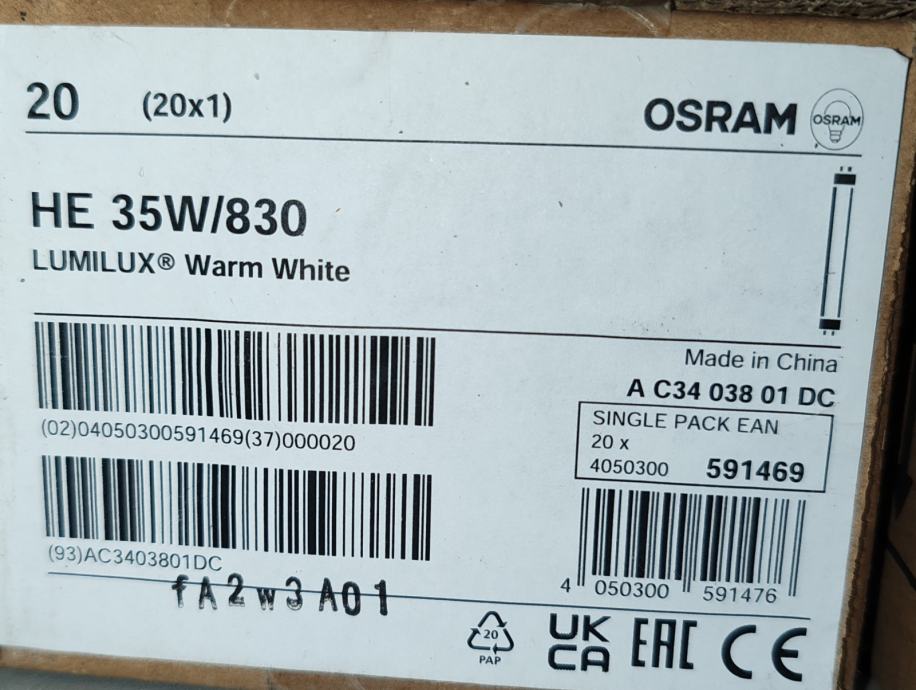 20 (20x1) OSRAM OSRAM
HE 35W/830
LUMILUX® Warm White
Made in China
A C34 038 01 DC
SINGLE PACK EAN
20 x
4050300 591469
(02)04050300591469(37)000020
(93)AC3403801DC
4 050300 591476
fA2w3A01
20
PAP
UK
CA
EAC
CE